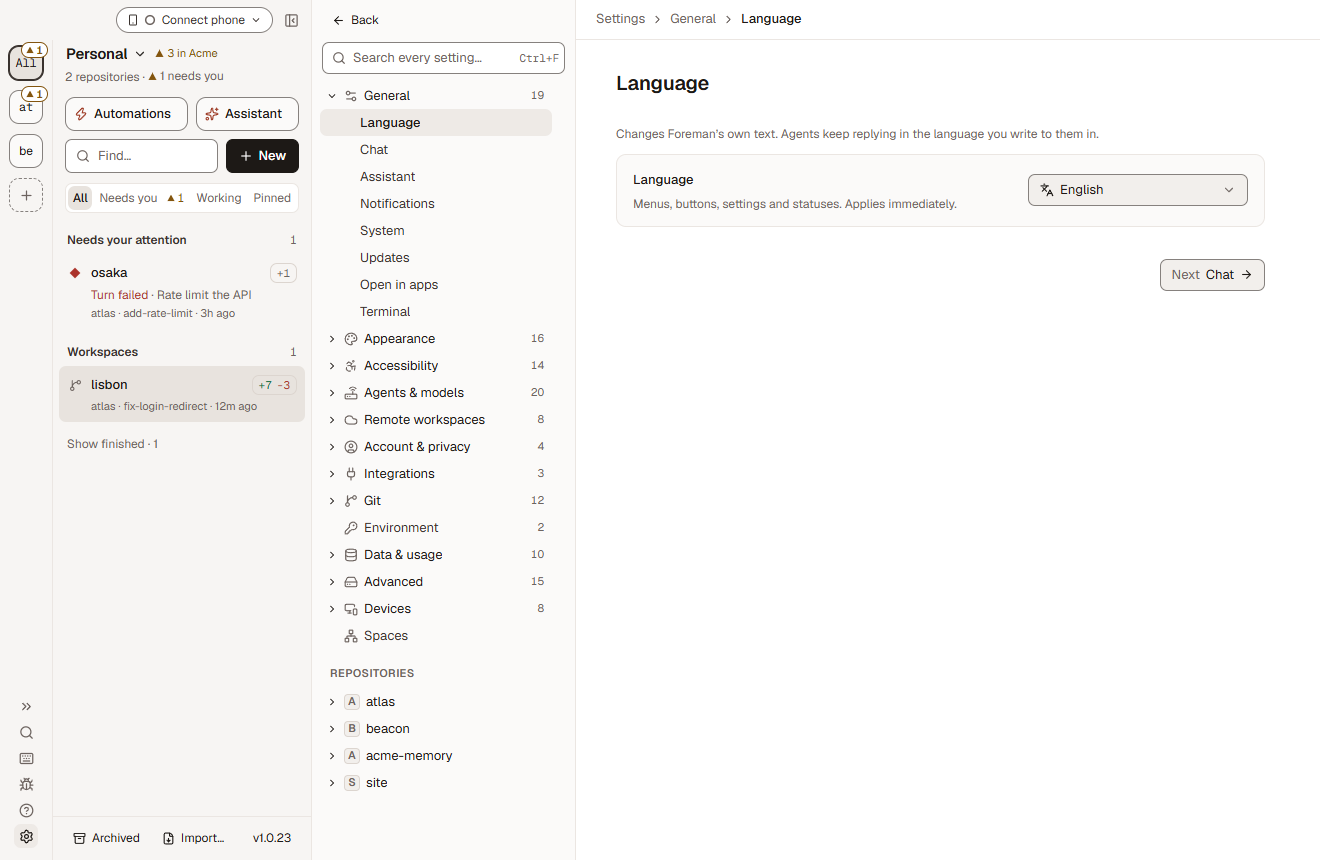 Connect phone
1
All
1
at
be
Personal
3 in Acme
2 repositories · 1 needs you
Automations
Assistant
Find...
New
All
Needs you
1
Working
Pinned
Needs your attention
1
osaka
+1
Turn failed · Rate limit the API
atlas · add-rate-limit · 3h ago
Workspaces
1
lisbon
+7 -3
atlas · fix-login-redirect · 12m ago
Show finished · 1
Archived
Import...
v1.0.23
Back
Search every setting...
Ctrl+F
General
19
Language
Chat
Assistant
Notifications
System
Updates
Open in apps
Terminal
Appearance
16
Accessibility
14
Agents & models
20
Remote workspaces
8
Account & privacy
4
Integrations
3
Git
12
Environment
2
Data & usage
10
Advanced
15
Devices
8
Spaces
REPOSITORIES
A
atlas
B
beacon
A
acme-memory
S
site
Settings > General > Language
Language
Changes Foreman's own text. Agents keep replying in the language you write to them in.
Language
Menus, buttons, settings and statuses. Applies immediately.
English
Next Chat